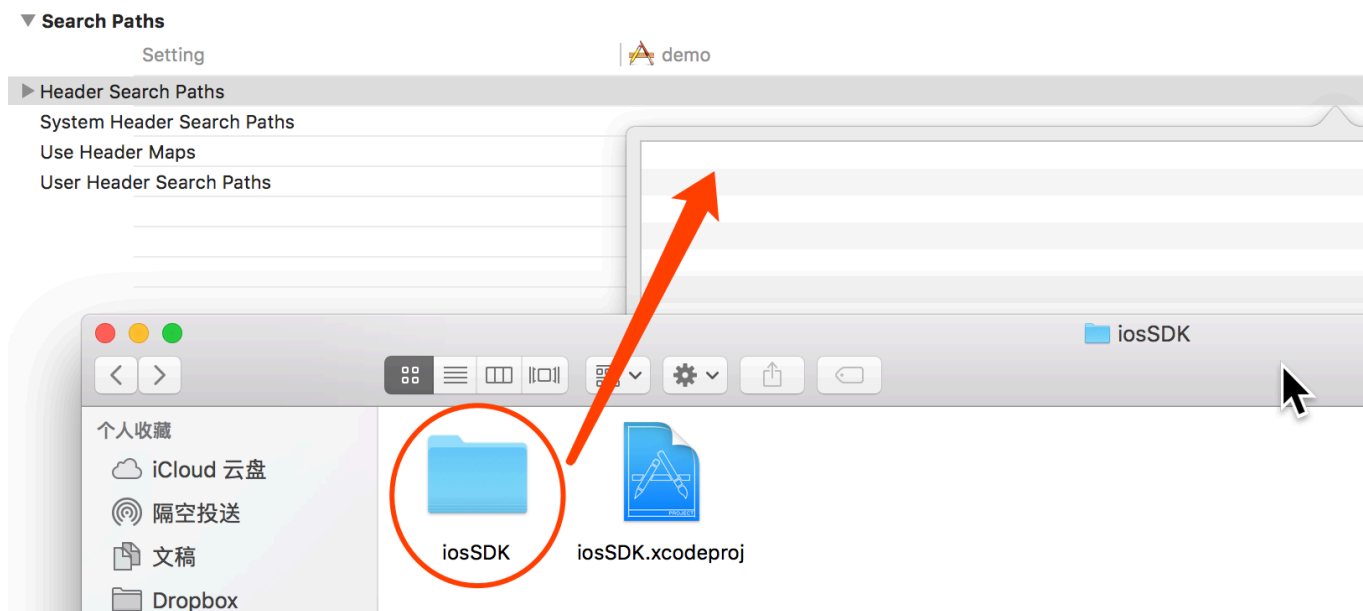 Search Paths
Setting
demo
Header Search Paths
System Header Search Paths
Use Header Maps
User Header Search Paths
iosSDK
个人收藏
iCloud 云盘
隔空投送
文稿
Dropbox
iosSDK
iosSDK.xcodeproj
PROJECT